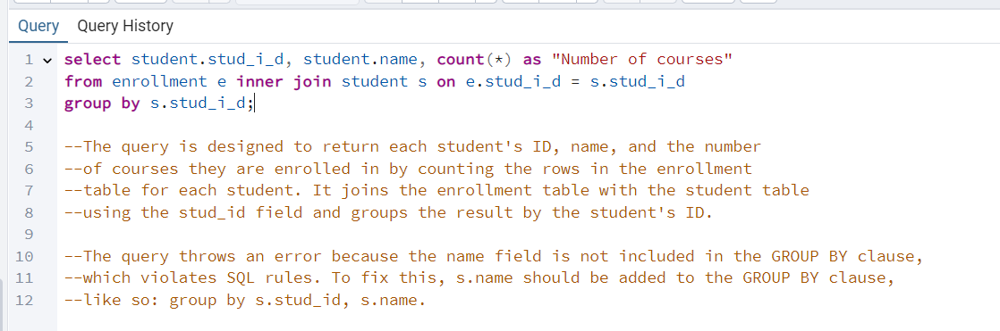 Query Query History
1 select student.stud_i_d, student.name, count(*) as "Number of courses"
2 from enrollment e inner join student s on e.stud_i_d = s.stud_i_d
3 group by s.stud_i_d;
4
5 --The query is designed to return each student's ID, name, and the number
6 --of courses they are enrolled in by counting the rows in the enrollment
7 --table for each student. It joins the enrollment table with the student table
8 --using the stud_id field and groups the result by the student's ID.
9
10 --The query throws an error because the name field is not included in the GROUP BY clause,
11 --which violates SQL rules. To fix this, s.name should be added to the GROUP BY clause,
12 --like so: group by s.stud_id, s.name.